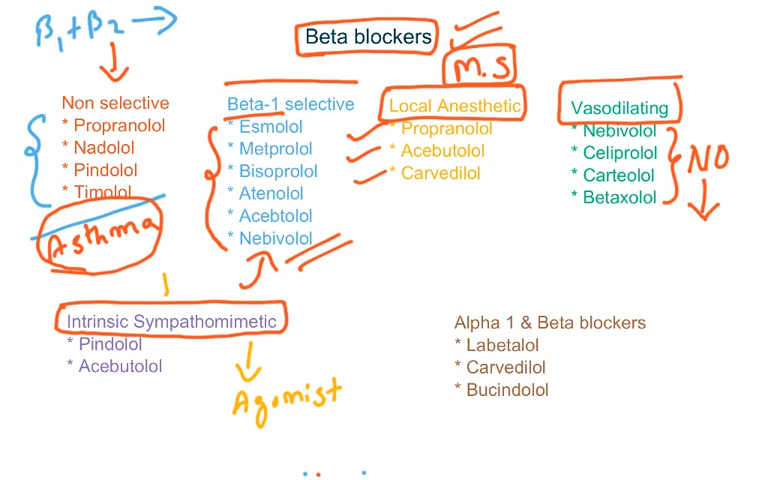 β1+β2
Beta blockers
M.S
Non selective
* Propranolol
* Nadolol
* Pindolol
* Timolol
Asthma
Beta-1 selective
* Esmolol
* Metprolol
* Bisoprolol
* Atenolol
* Acebtolol
* Nebivolol
Local Anesthetic
* Propranolol
* Acebutolol
* Carvedilol
Vasodilating
* Nebivolol
* Celiprolol
* Carteolol
* Betaxolol
NO
Intrinsic Sympathomimetic
* Pindolol
* Acebutolol
Agonist
Alpha 1 & Beta blockers
* Labetalol
* Carvedilol
* Bucindolol